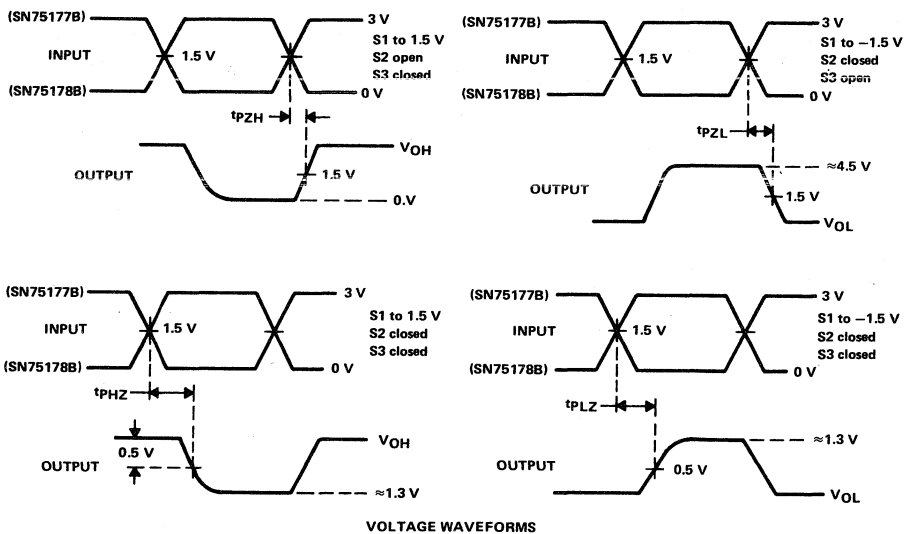 (SN75177B)
3 V
S1 to 1.5 V
INPUT
1.5 V
S2 open
S3 closed
(SN75178B)
0 V
tPZH
VOH
OUTPUT
1.5 V
0.V
(SN75177B)
3 V
S1 to −1.5 V
INPUT
1.5 V
S2 closed
S3 open
(SN75178B)
0 V
tPZL
≈4.5 V
OUTPUT
1.5 V
VOL
(SN75177B)
3 V
S1 to 1.5 V
INPUT
1.5 V
S2 closed
S3 closed
(SN75178B)
0 V
tPHZ
VOH
0.5 V
OUTPUT
≈1.3 V
(SN75177B)
3 V
S1 to −1.5 V
INPUT
1.5 V
S2 closed
S3 closed
(SN75178B)
0 V
tPLZ
≈1.3 V
OUTPUT
0.5 V
VOL
VOLTAGE WAVEFORMS